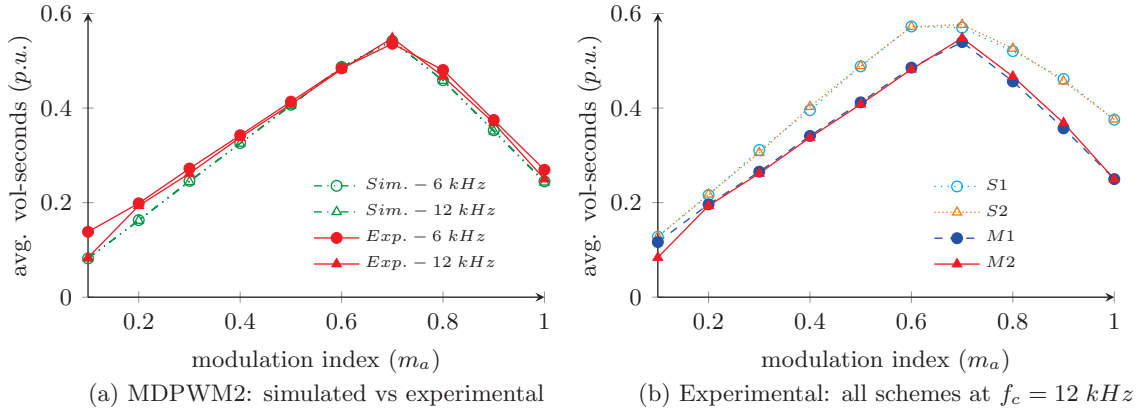 0.6
0.4
0.2
0
avg. vol-seconds (p.u.)
Sim. − 6 kHz
Sim. − 12 kHz
Exp. − 6 kHz
Exp. − 12 kHz
0.2 0.4 0.6 0.8 1
modulation index (m_a)
(a) MDPWM2: simulated vs experimental
0.6
0.4
0.2
0
avg. vol-seconds (p.u.)
S1
S2
M1
M2
0.2 0.4 0.6 0.8 1
modulation index (m_a)
(b) Experimental: all schemes at f_c = 12 kHz